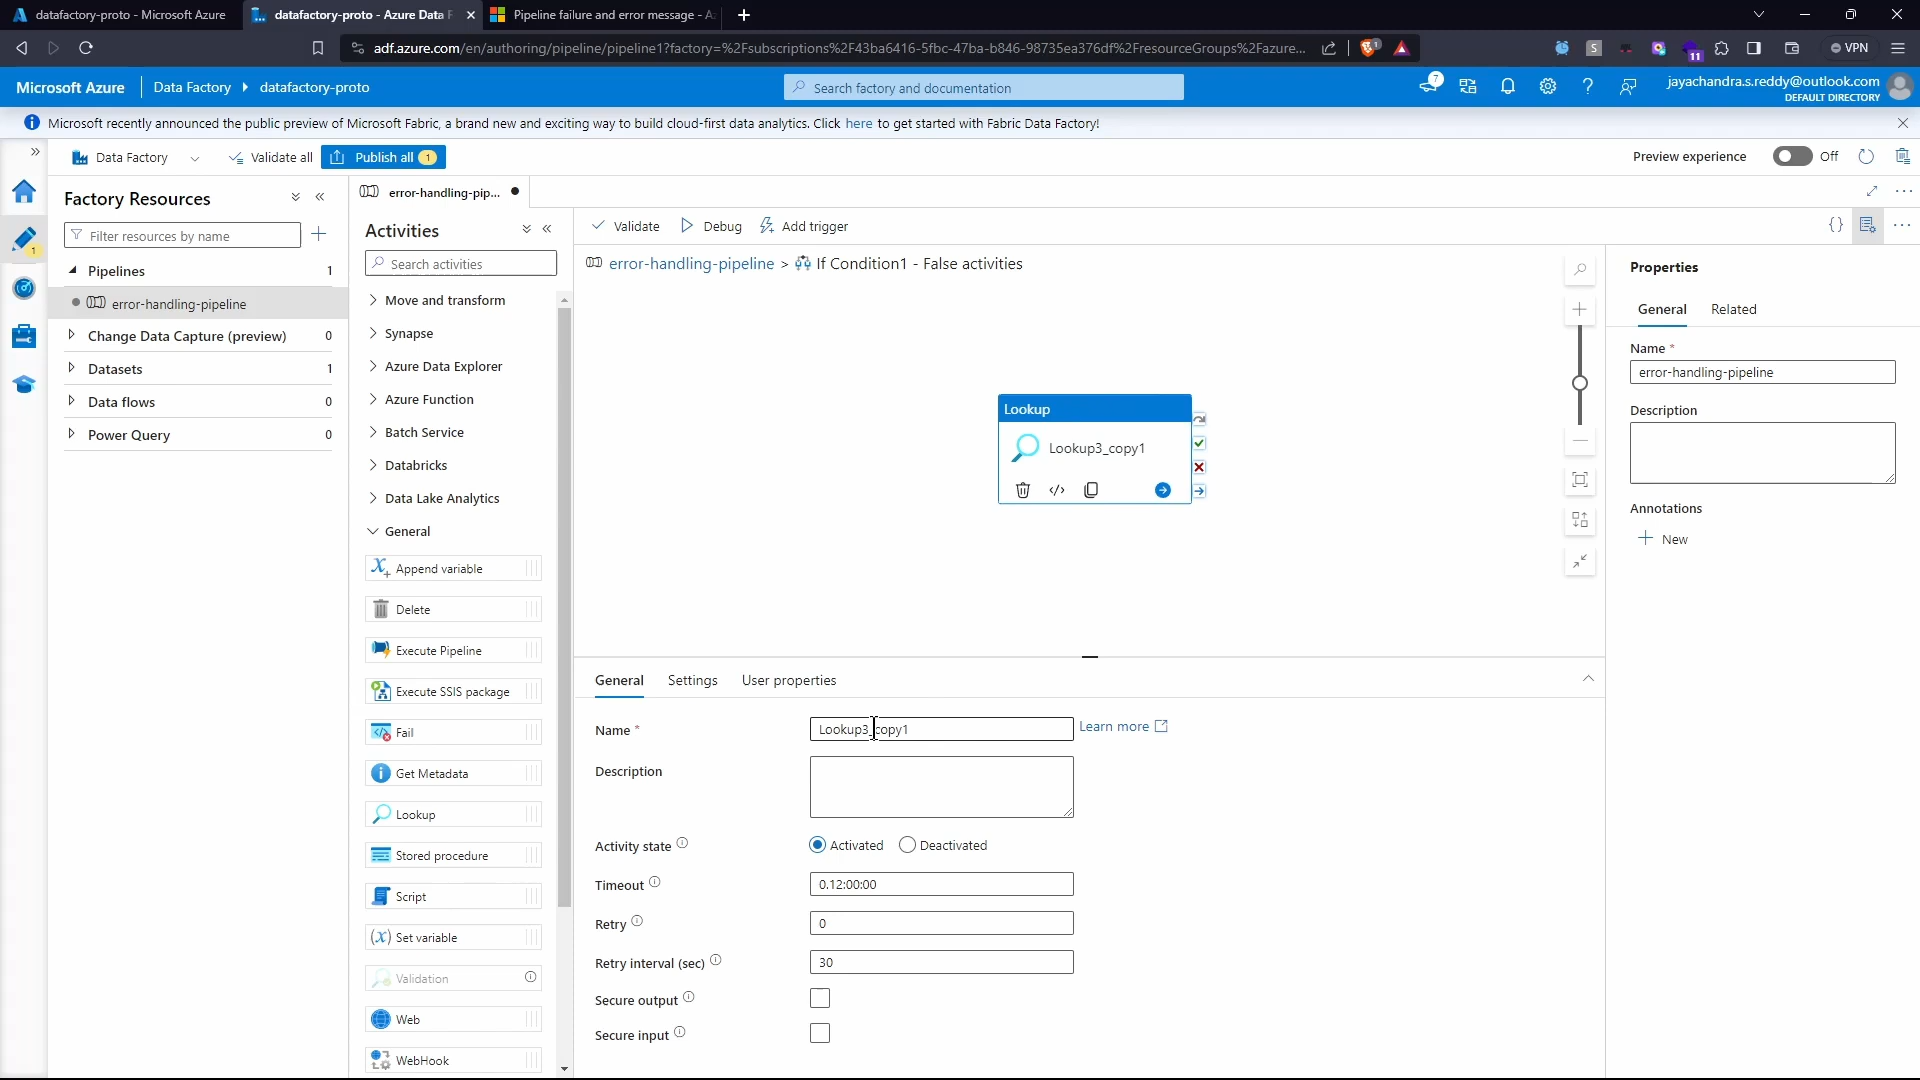 datafactory-proto - Microsoft Azure
datafactory-proto - Azure Data F
Pipeline failure and error message - A
adf.azure.com/en/authoring/pipeline/pipeline1?factory=%2Fsubscriptions%2F43ba6416-5fbc-47ba-b846-98735ea376df%2FresourceGroups%2Fazure...
1
S
11
VPN
Microsoft Azure
Data Factory
datafactory-proto
Search factory and documentation
7
jayachandra.s.reddy@outlook.com
DEFAULT DIRECTORY
Microsoft recently announced the public preview of Microsoft Fabric, a brand new and exciting way to build cloud-first data analytics. Click here to get started with Fabric Data Factory!
Data Factory
Validate all
Publish all 1
Preview experience
Off
1
Factory Resources
Filter resources by name
Pipelines 1
error-handling-pipeline
Change Data Capture (preview) 0
Datasets 1
Data flows 0
Power Query 0
error-handling-pip...
Activities
Search activities
Move and transform
Synapse
Azure Data Explorer
Azure Function
Batch Service
Databricks
Data Lake Analytics
General
Append variable
Delete
Execute Pipeline
Execute SSIS package
Fail
Get Metadata
Lookup
Stored procedure
Script
Set variable
Validation
Web
WebHook
Validate
Debug
Add trigger
error-handling-pipeline > If Condition1 - False activities
Lookup
Lookup3_copy1
General
Settings
User properties
Name *
Lookup3_copy1
Learn more
Description
Activity state
Activated
Deactivated
Timeout
0.12:00:00
Retry
0
Retry interval (sec)
30
Secure output
Secure input
Properties
General
Related
Name *
error-handling-pipeline
Description
Annotations
New